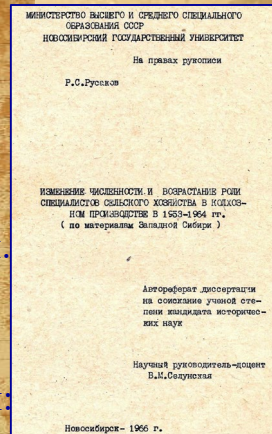 МИНИСТЕРСТВО ВЫСШЕГО И СРЕДНЕГО СПЕЦИАЛЬНОГО
ОБРАЗОВАНИЯ СССР
НОВОСИБИРСКИЙ ГОСУДАРСТВЕННЫЙ УНИВЕРСИТЕТ
На правах рукописи
Р.С.Русаков
ИЗМЕНЕНИЕ ЧИСЛЕННОСТИ И ВОЗРАСТАНИЕ РОЛИ
СПЕЦИАЛИСТОВ СЕЛЬСКОГО ХОЗЯЙСТВА В КОЛХОЗ-
НОМ ПРОИЗВОДСТВЕ В 1953-1964 гг.
( по материалам Западной Сибири )
Автореферат диссертации
на соискание ученой сте-
пени кандидата историчес-
ких наук
Научный руководитель-доцент
В.М.Селунская
Новосибирск- 1966 г.